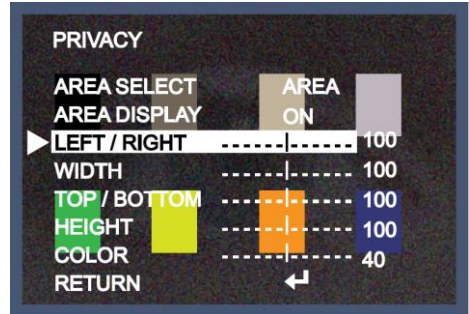 PRIVACY
AREA SELECT AREA
AREA DISPLAY ON
LEFT / RIGHT ------|------ 100
WIDTH ------|------ 100
TOP / BOTTOM ------|------ 100
HEIGHT ------|------ 100
COLOR ------|------ 40
RETURN ↵